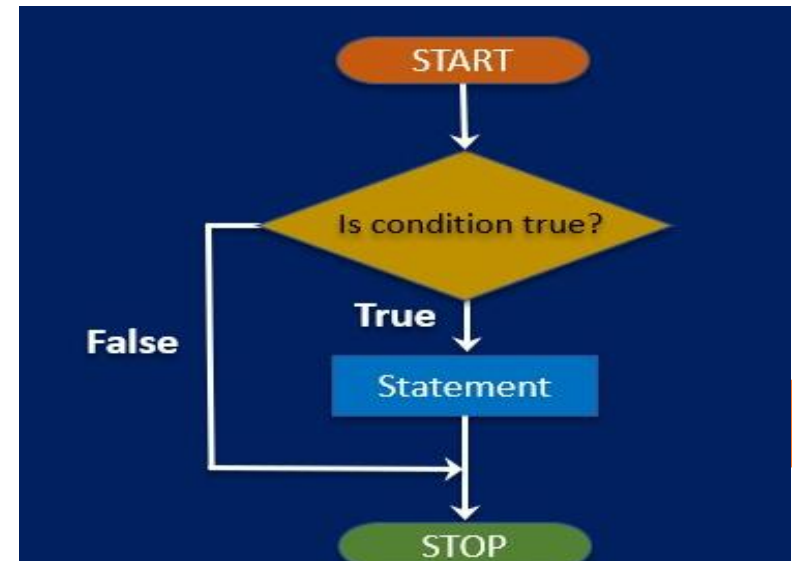 START
Is condition true?
True
False
Statement
STOP